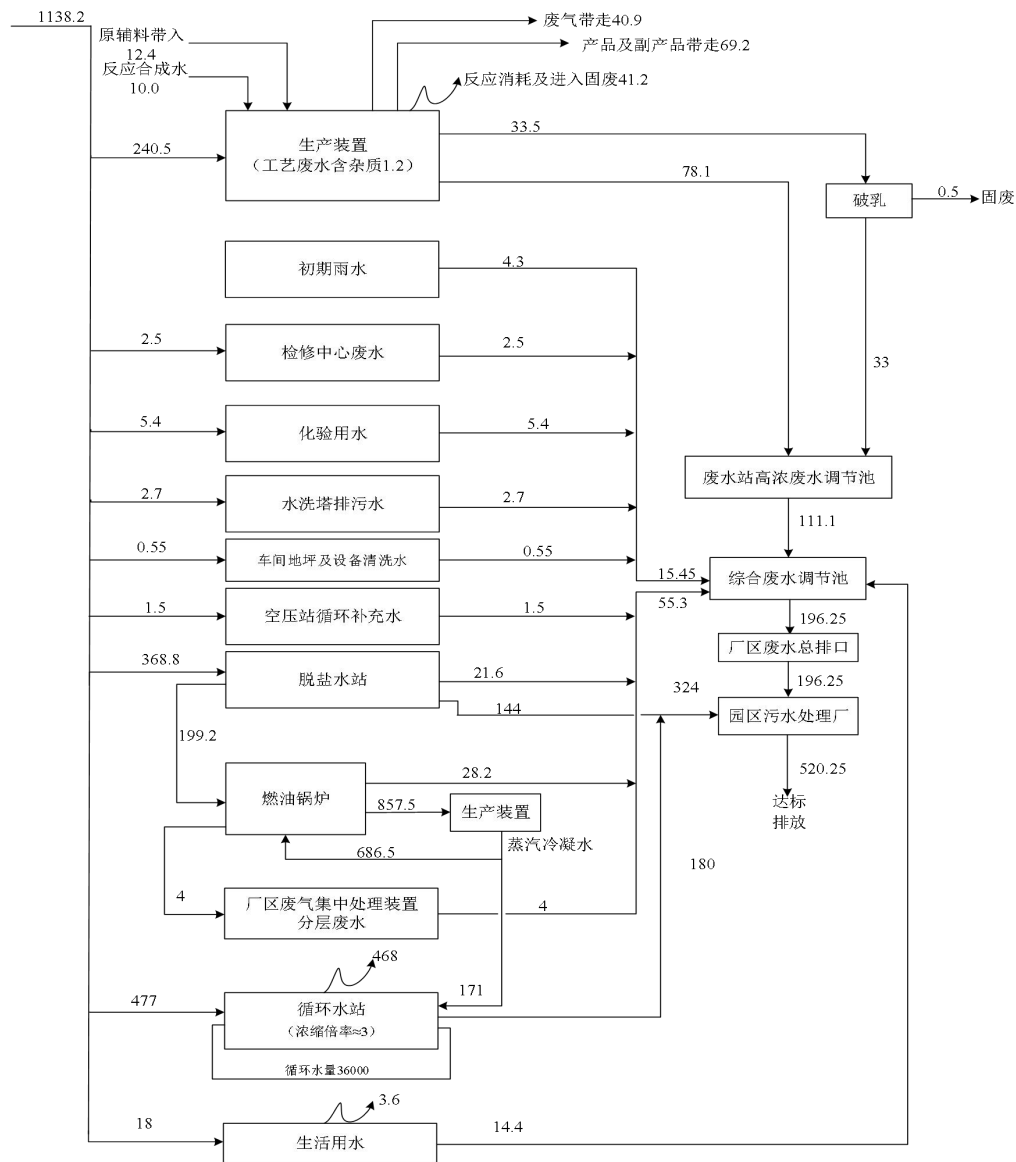 1138.2
废气带走40.9
原辅料带入
12.4
产品及副产品带走69.2
反应合成水
10.0
反应消耗及进入固废41.2
33.5
240.5
生产装置
（工艺废水含杂质1.2）
78.1
破乳
0.5
固废
初期雨水
4.3
2.5
检修中心废水
2.5
33
5.4
化验用水
5.4
废水站高浓废水调节池
2.7
水洗塔排污水
2.7
111.1
0.55
车间地坪及设备清洗水
0.55
15.45
综合废水调节池
55.3
1.5
空压站循环补充水
1.5
196.25
厂区废水总排口
368.8
脱盐水站
21.6
196.25
324
144
园区污水处理厂
199.2
520.25
28.2
燃油锅炉
857.5
生产装置
达标
排放
蒸汽冷凝水
686.5
180
4
厂区废气集中处理装置
分层废水
4
468
171
477
循环水站
（浓缩倍率≈3）
循环水量36000
3.6
18
生活用水
14.4